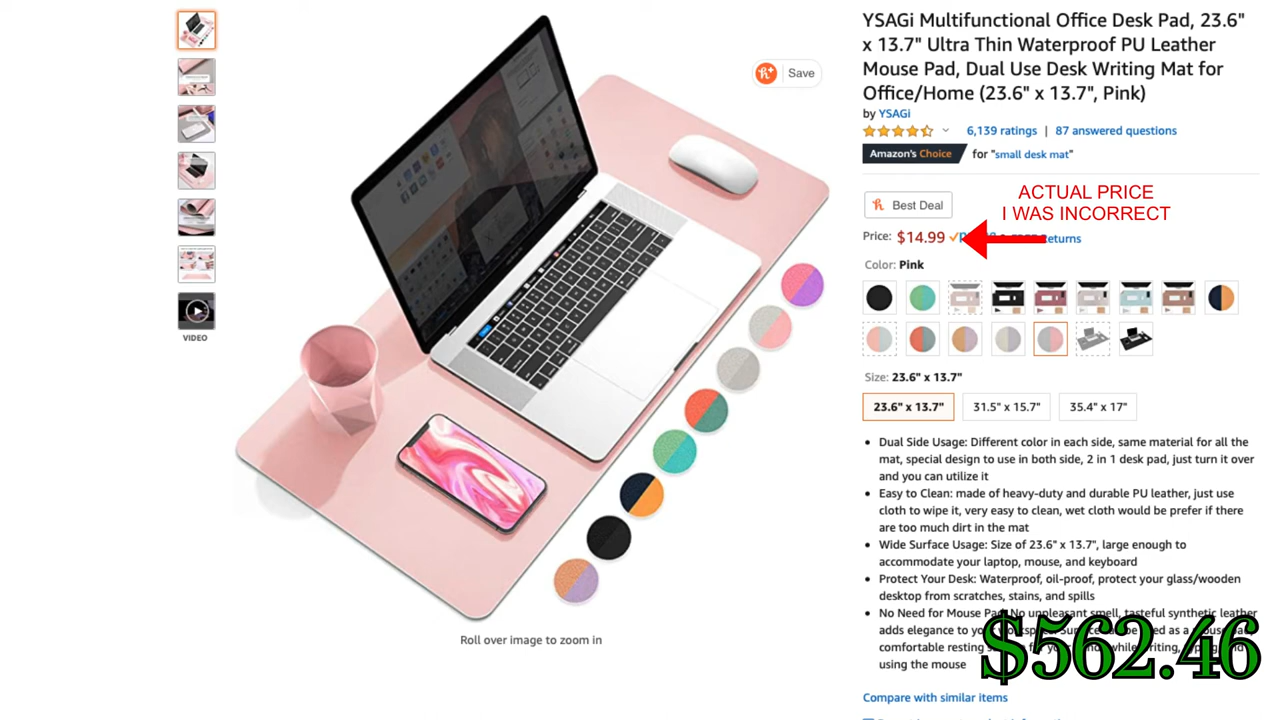 YSAGi Multifunctional Office Desk Pad, 23.6"
x 13.7" Ultra Thin Waterproof PU Leather
Mouse Pad, Dual Use Desk Writing Mat for
Office/Home (23.6" x 13.7", Pink)
by YSAGi
6,139 ratings | 87 answered questions
Amazon's Choice for "small desk mat"
Save
ACTUAL PRICE
I WAS INCORRECT
Best Deal
Price: $14.99 Returns
Color: Pink
VIDEO
Size: 23.6" x 13.7"
23.6" x 13.7" 31.5" x 15.7" 35.4" x 17"
Dual Side Usage: Different color in each side, same material for all the
mat, special design to use in both side, 2 in 1 desk pad, just turn it over
and you can utilize it
Easy to Clean: made of heavy-duty and durable PU leather, just use
cloth to wipe it, very easy to clean, wet cloth would be prefer if there
are too much dirt in the mat
Wide Surface Usage: Size of 23.6" x 13.7", large enough to
accommodate your laptop, mouse, and keyboard
Protect Your Desk: Waterproof, oil-proof, protect your glass/wooden
desktop from scratches, stains, and spills
No Need for Mouse Pad: No unpleasant smell, tasteful synthetic leather
adds elegance to your
comfortable resting
using the mouse
$562.46
Roll over image to zoom in
Compare with similar items